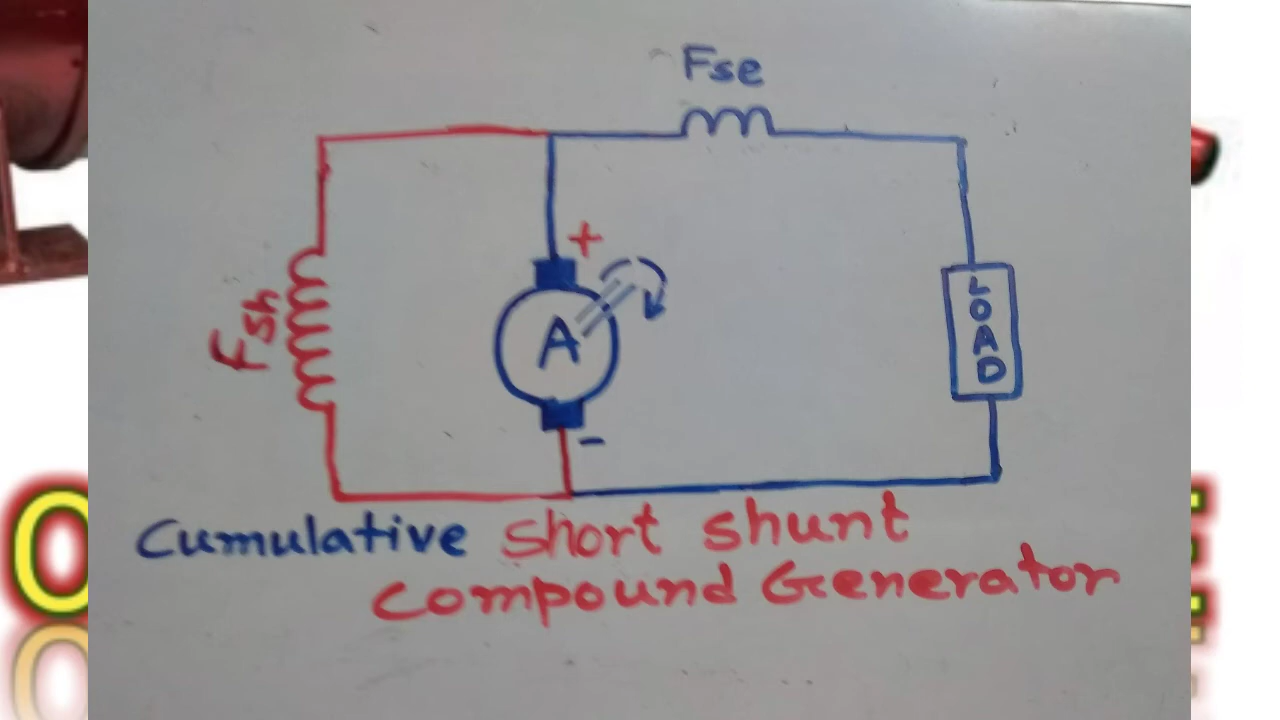 Fse
+
Fsh
A
LOAD
-
Cumulative short shunt
compound Generator